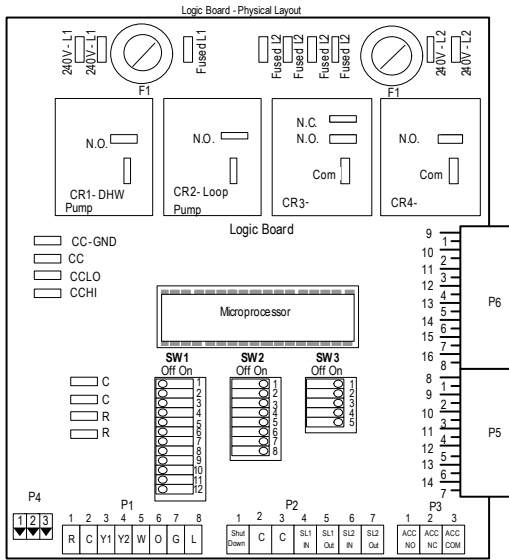 Logic Board - Physical Layout
240V - L1
240V - L1
Fused L1
Fused L2
Fused L2
Fused L2
Fused L2
240V - L2
240V - L2
F1
F1
N.O.
CR1- DHW
Pump
N.O.
CR2- Loop
Pump
N.C.
N.O.
Com
CR3-
N.O.
Com
CR4-
Logic Board
CC-GND
CC
CCLO
CCHI
Microprocessor
9
1
10
2
11
3
12
4
13
5
14
6
15
7
16
8
P6
SW1
Off On
1
2
3
4
5
6
7
8
9
10
11
12
SW2
Off On
1
2
3
4
5
6
7
8
SW3
Off On
1
2
3
4
5
8
1
9
2
10
3
11
4
12
5
13
6
14
7
P5
C
C
R
R
P4
1 2 3
P1
1 2 3 4 5 6 7 8
R C Y1 Y2 W O G L
P2
1 2 3 4 5 6 7
Shut Down C C SL1 IN SL1 Out SL2 IN SL2 Out
P3
1 2 3
ACC NO ACC NC ACC COM